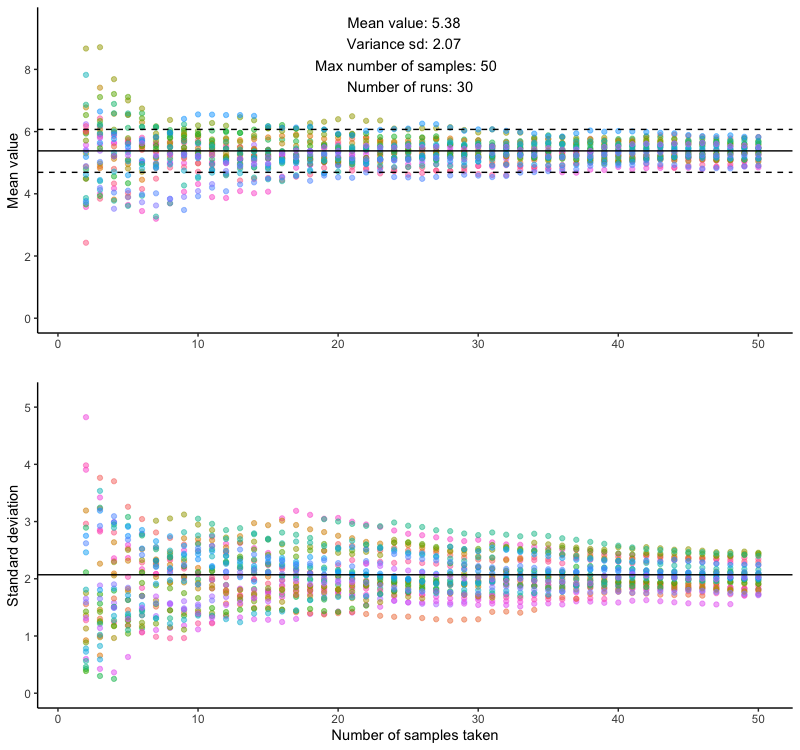 Mean value: 5.38
Variance sd: 2.07
Max number of samples: 50
Number of runs: 30
Mean value
8
6
4
2
0
0 10 20 30 40 50
Standard deviation
5
4
3
2
1
0
0 10 20 30 40 50
Number of samples taken